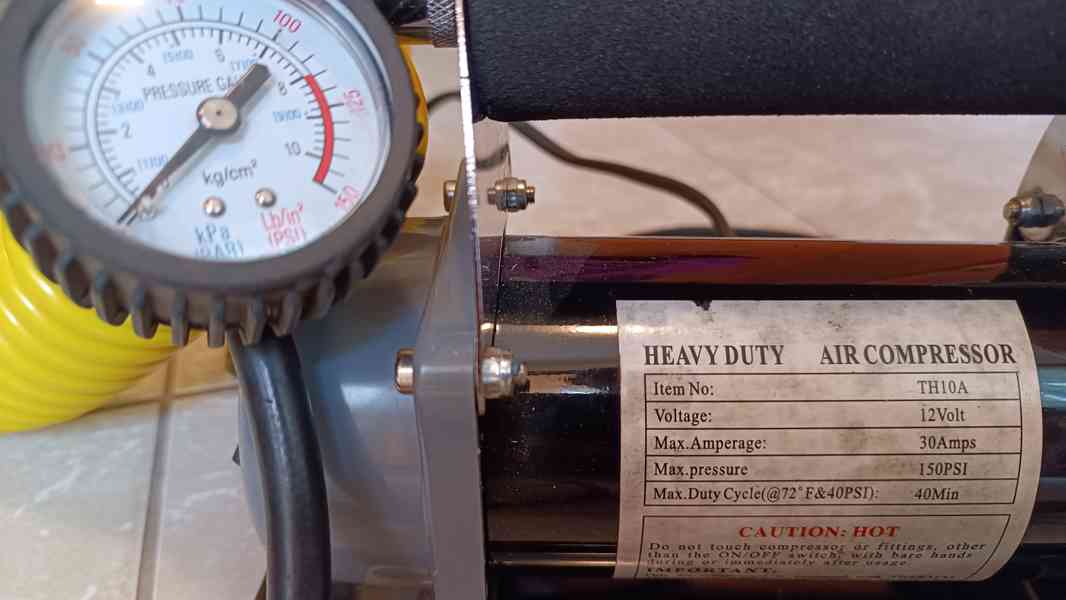 100
125
150
2
4
6
8
10
PRESSURE GA
kg/cm²
kPa
(BAR)
Lb/in²
(PSI)
HEAVY DUTY AIR COMPRESSOR
Item No: TH10A
Voltage: 12Volt
Max.Amperage: 30Amps
Max.pressure 150PSI
Max.Duty Cycle(@72°F&40PSI): 40Min
CAUTION: HOT
Do not touch compressor or fittings, other
than the ON/OFF switch, with bare hands
during or immediately after usage
IMPORTANT: